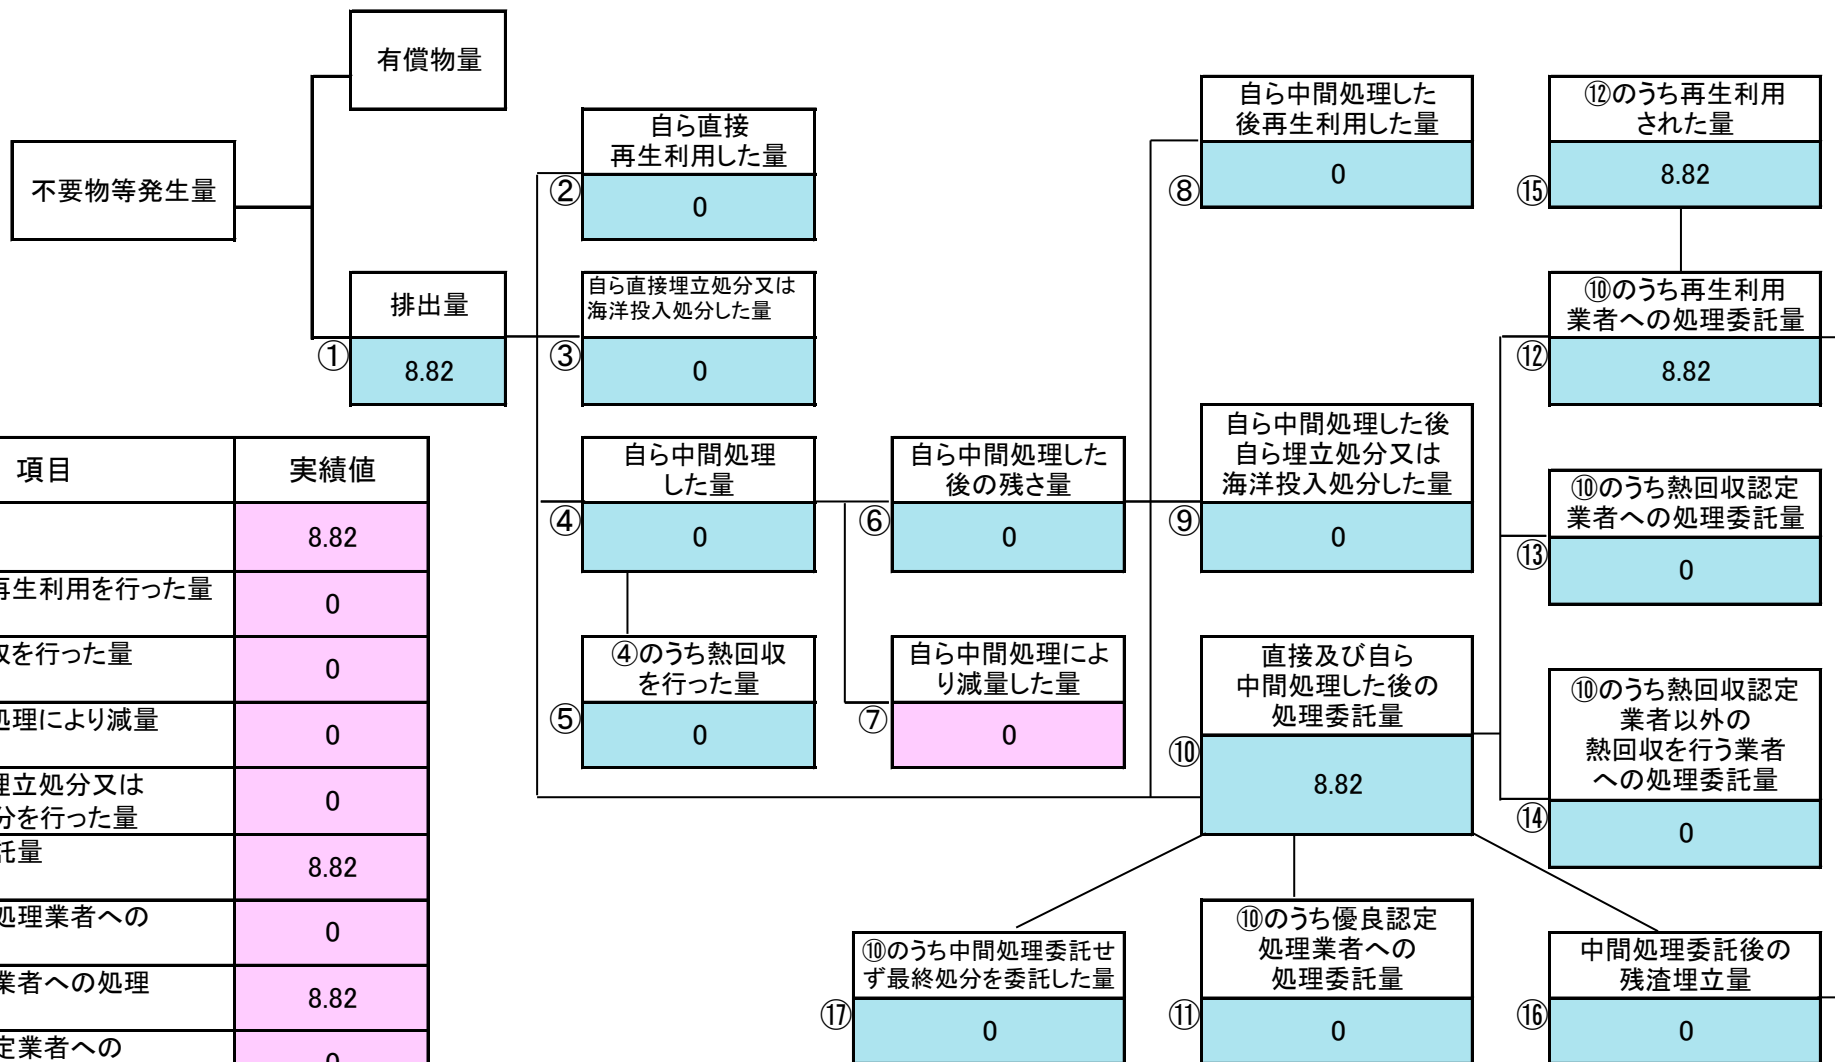 有償物量
不要物等発生量
排出量
①
8.82
自ら直接
再生利用した量
②
0
自ら直接埋立処分又は
海洋投入処分した量
③
0
自ら中間処理
した量
④
0
④のうち熱回収
を行った量
⑤
0
自ら中間処理した
後の残さ量
⑥
0
自ら中間処理によ
り減量した量
⑦
0
自ら中間処理した
後再生利用した量
⑧
0
自ら中間処理した後
自ら埋立処分又は
海洋投入処分した量
⑨
0
直接及び自ら
中間処理した後の
処理委託量
⑩
8.82
⑩のうち優良認定
処理業者への
処理委託量
⑪
0
⑫のうち再生利用
された量
⑮
8.82
⑩のうち再生利用
業者への処理委託量
⑫
8.82
⑩のうち熱回収認定
業者への処理委託量
⑬
0
⑩のうち熱回収認定
業者以外の
熱回収を行う業者
への処理委託量
⑭
0
中間処理委託後の
残渣埋立量
⑯
0
⑩のうち中間処理委託せ
ず最終処分を委託した量
⑰
0
項目
実績値
8.82
再生利用を行った量
0
収を行った量
0
処理により減量
0
埋立処分又は
分を行った量
0
託量
8.82
処理業者への
0
業者への処理
8.82
定業者への
0